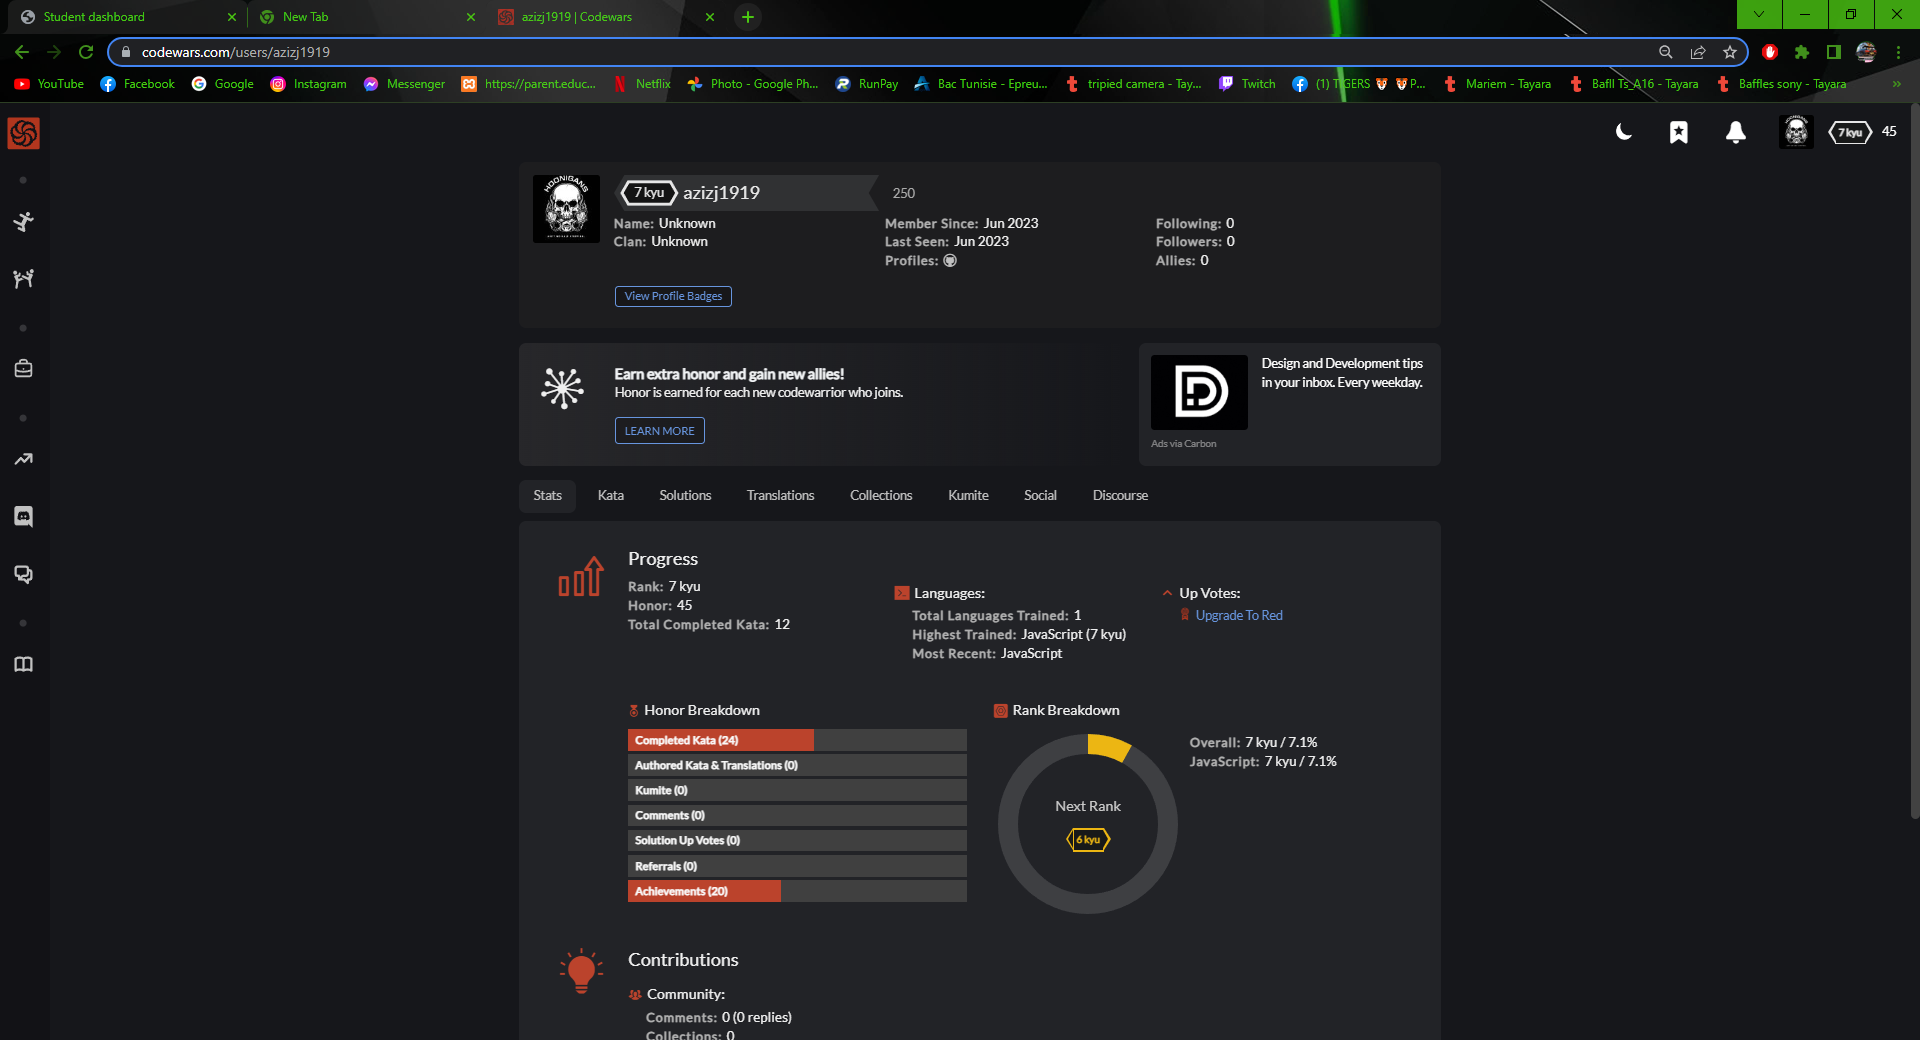 Student dashboard
New Tab
azizj1919 | Codewars
codewars.com/users/azizj1919
YouTube
Facebook
Google
Instagram
Messenger
https://parent.educ...
Netflix
Photo - Google Ph...
RunPay
Bac Tunisie - Epreu...
tripied camera - Tay...
Twitch
(1) TIGERS 🐯 🐯P...
Mariem - Tayara
Bafll Ts_A16 - Tayara
Baffles sony - Tayara
7 kyu 45
HOONIGANS
7 kyu azizj1919 250
Name: Unknown
Clan: Unknown
Member Since: Jun 2023
Last Seen: Jun 2023
Profiles:
Following: 0
Followers: 0
Allies: 0
View Profile Badges
Earn extra honor and gain new allies!
Honor is earned for each new codewarrior who joins.
LEARN MORE
Design and Development tips
in your inbox. Every weekday.
Ads via Carbon
Stats
Kata
Solutions
Translations
Collections
Kumite
Social
Discourse
Progress
Rank: 7 kyu
Honor: 45
Total Completed Kata: 12
Languages:
Total Languages Trained: 1
Highest Trained: JavaScript (7 kyu)
Most Recent: JavaScript
Up Votes:
Upgrade To Red
Honor Breakdown
Completed Kata (24)
Authored Kata & Translations (0)
Kumite (0)
Comments (0)
Solution Up Votes (0)
Referrals (0)
Achievements (20)
Rank Breakdown
Next Rank
6 kyu
Overall: 7 kyu / 7.1%
JavaScript: 7 kyu / 7.1%
Contributions
Community:
Comments: 0 (0 replies)
Collections: 0